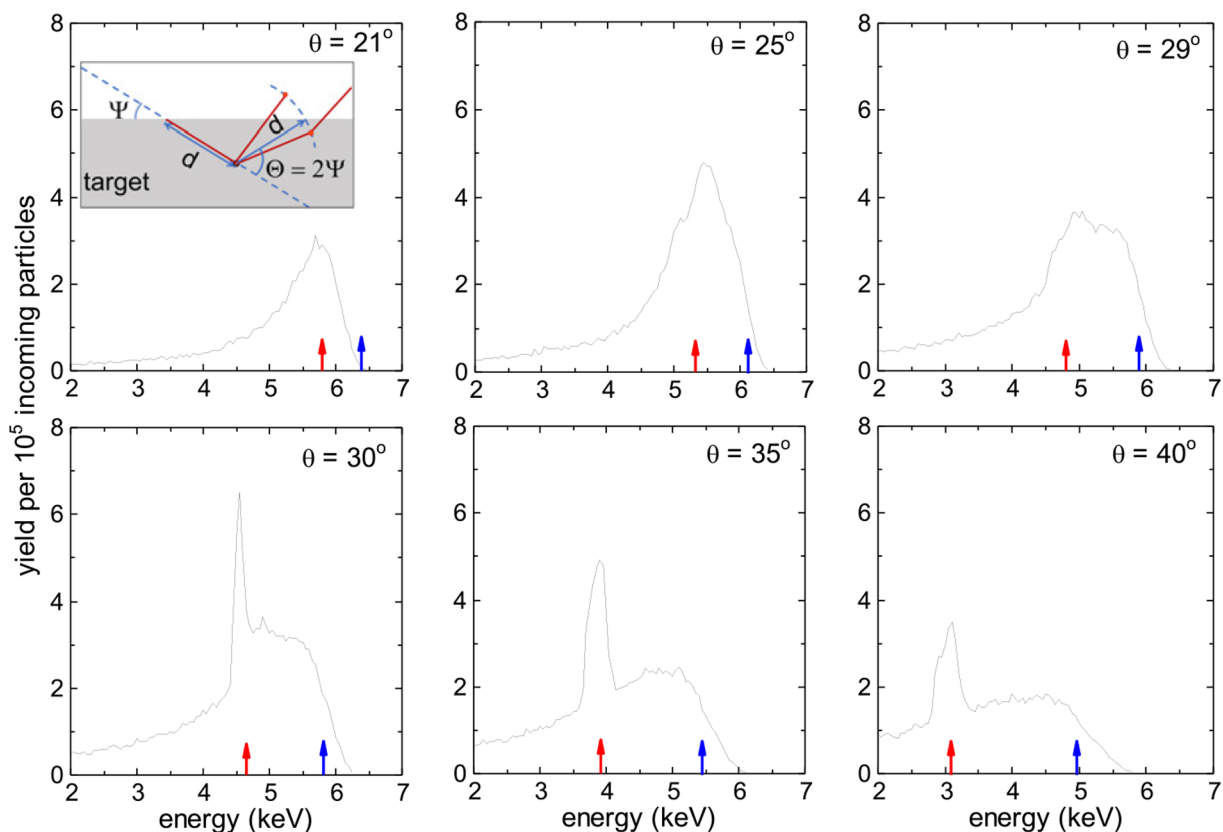 yield per 10⁵ incoming particles
θ = 21°
Ψ
d
d
Θ = 2Ψ
target
8
6
4
2
0
2 3 4 5 6 7
θ = 25°
8
6
4
2
0
2 3 4 5 6 7
θ = 29°
8
6
4
2
0
2 3 4 5 6 7
θ = 30°
8
6
4
2
0
2 3 4 5 6 7
energy (keV)
θ = 35°
8
6
4
2
0
2 3 4 5 6 7
energy (keV)
θ = 40°
8
6
4
2
0
2 3 4 5 6 7
energy (keV)